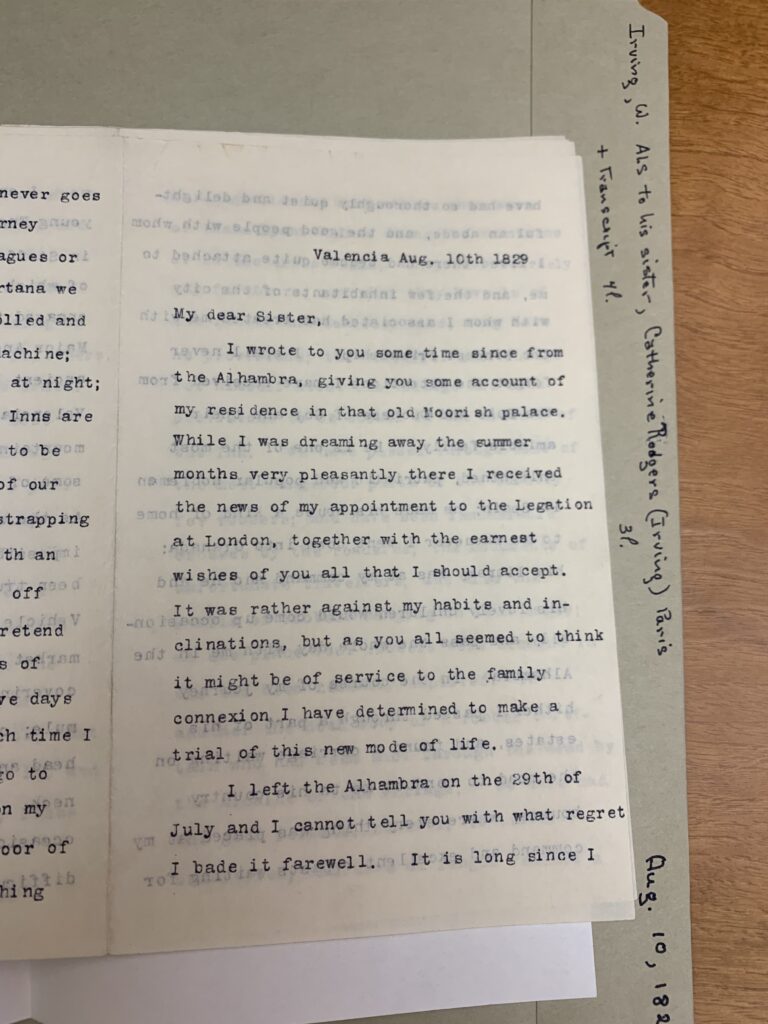 never goes
rney
agues or
rtana we
olled and
achine;
at night;
Inns are
to be
of our
strapping
th an
off
retend
s of
ve days
ch time I
go to
on my
oor of
hing
Valencia Aug. 10th 1829
My dear Sister,
I wrote to you some time since from
the Alhambra, giving you some account of
my residence in that old Moorish palace.
While I was dreaming away the summer
months very pleasantly there I received
the news of my appointment to the Legation
at London, together with the earnest
wishes of you all that I should accept.
It was rather against my habits and in-
clinations, but as you all seemed to think
it might be of service to the family
connexion I have determined to make a
trial of this new mode of life.
I left the Alhambra on the 29th of
July and I cannot tell you with what regret
I bade it farewell. It is long since I
Irving, W. ALS to his sister, Catherine Rodgers (Irving) Paris
3l.
+ Transcript 4l.
Aug. 10, 182